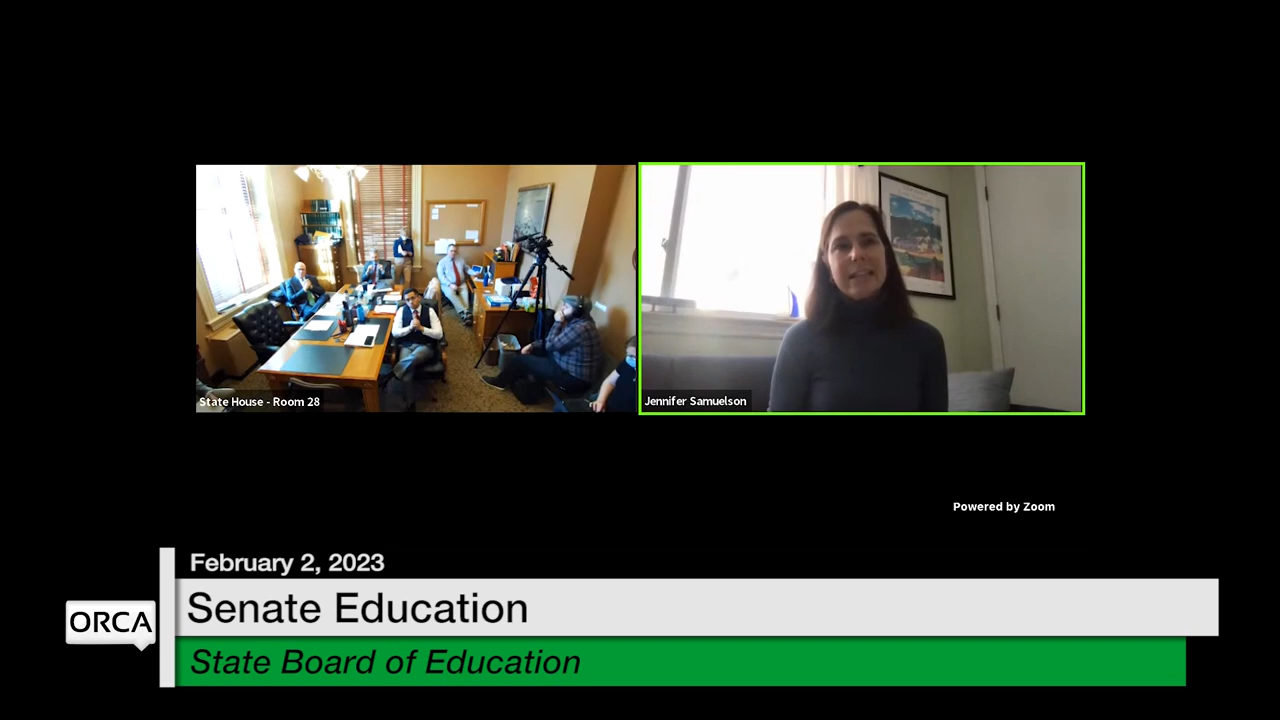 State House - Room 28
Jennifer Samuelson
Powered by Zoom
February 2, 2023
Senate Education
ORCA
State Board of Education